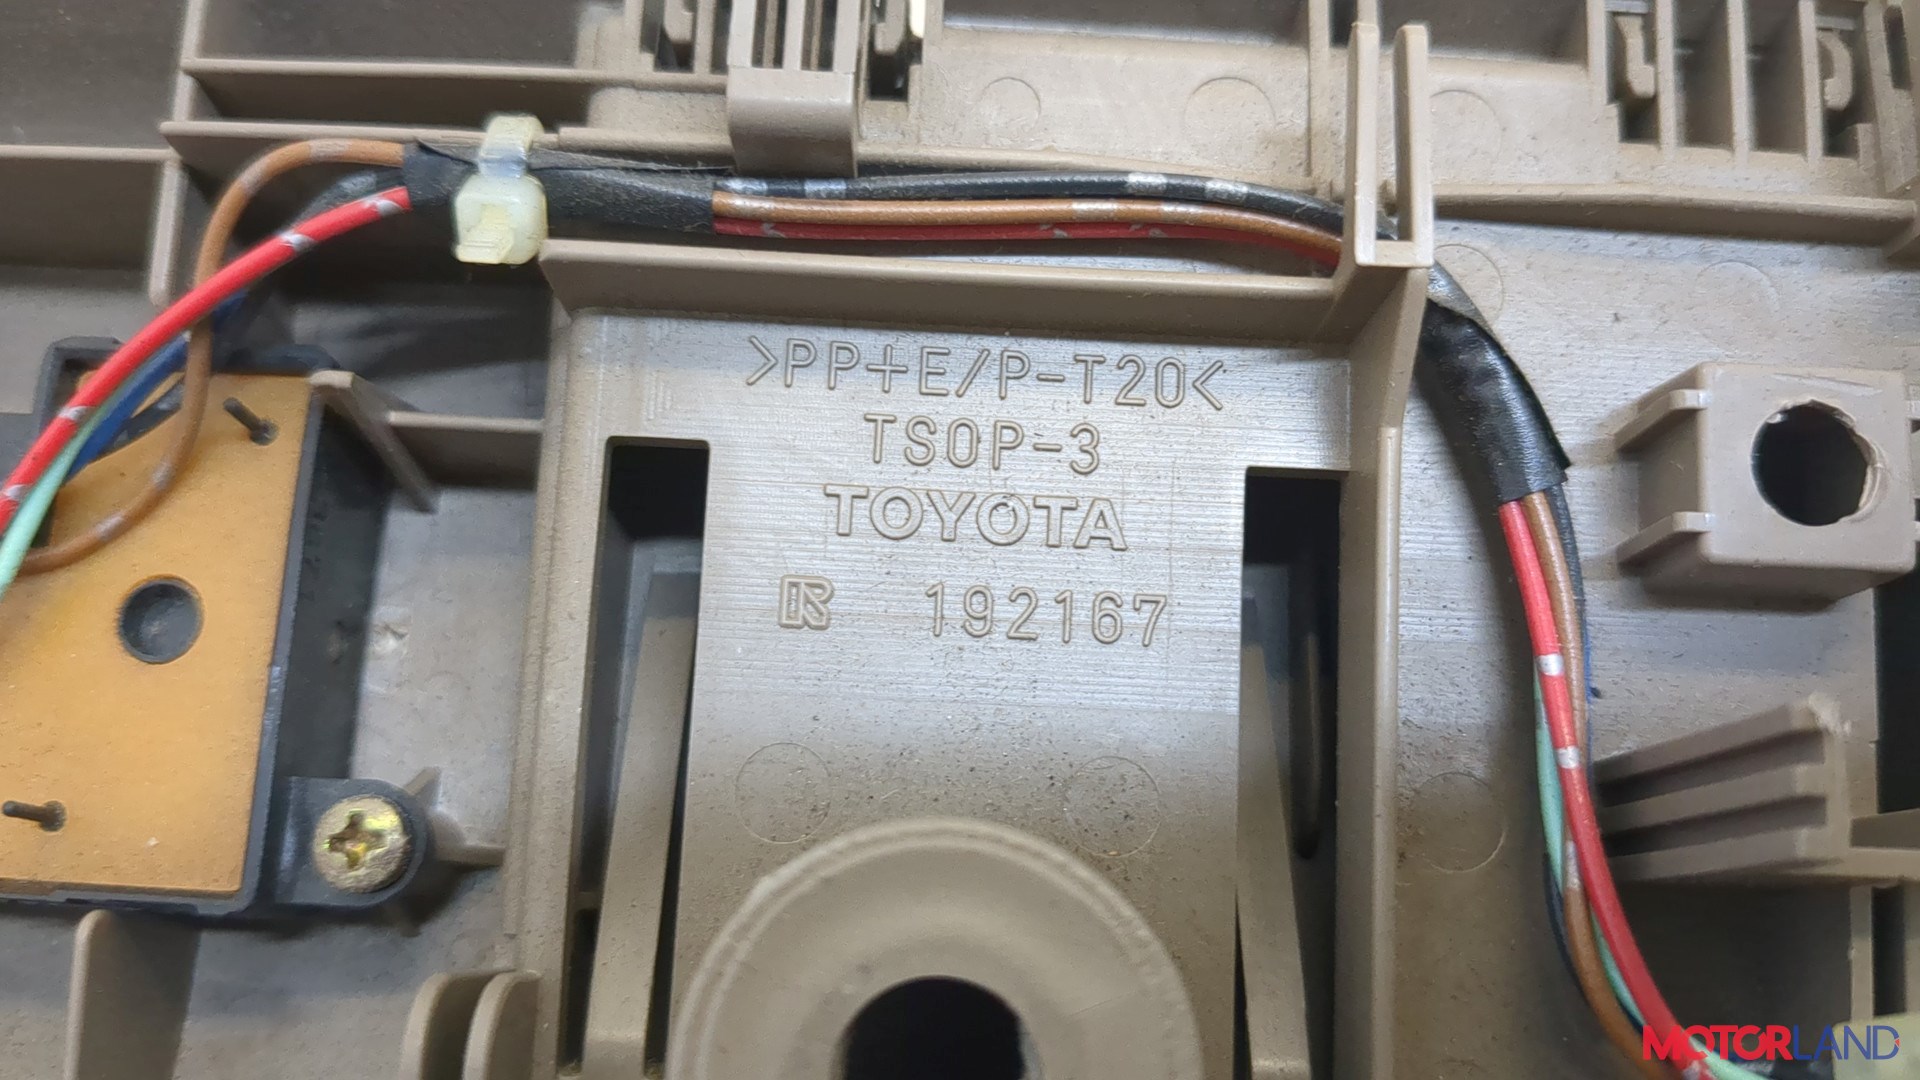 >PP+E/P-T20<
TSOP-3
TOYOTA
R 192167
MOTORLAND